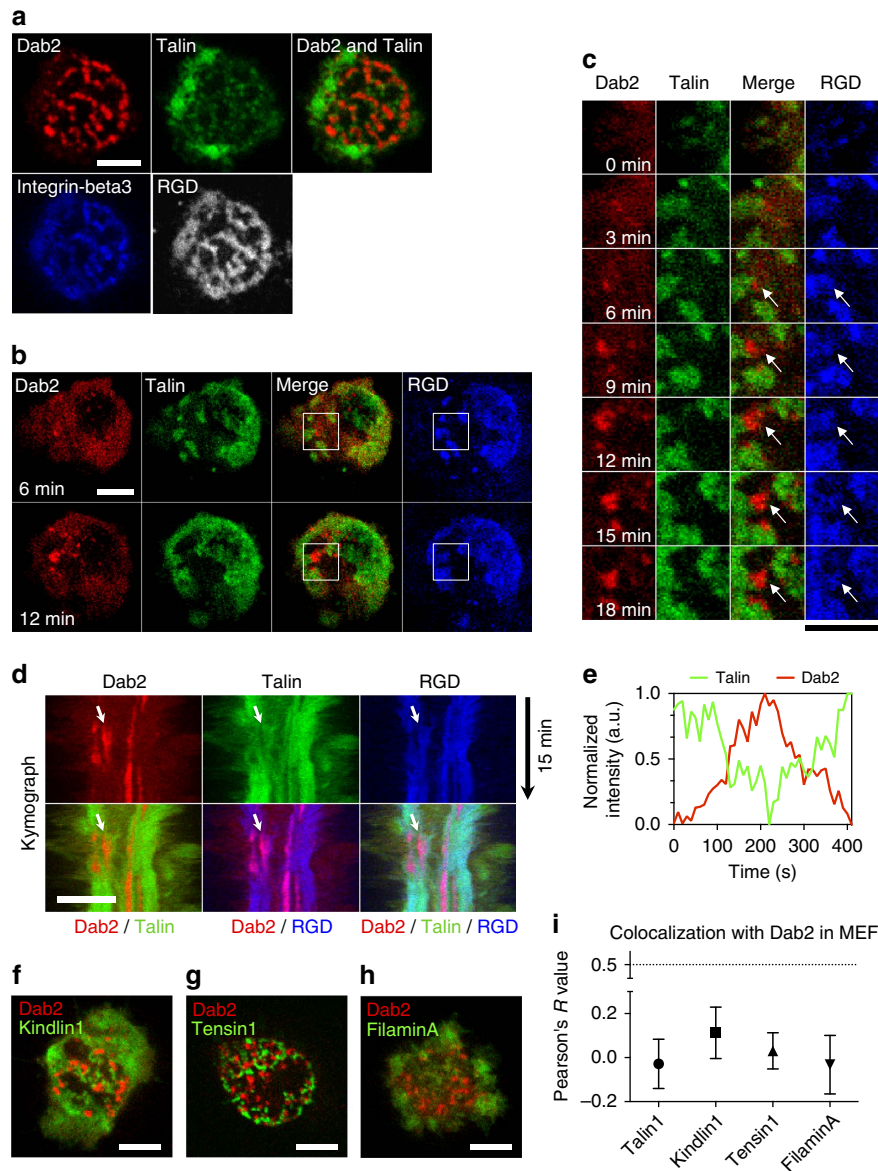 a
Dab2 Talin Dab2 and Talin
Integrin-beta3 RGD
b
Dab2 Talin Merge RGD
6 min
12 min
c
Dab2 Talin Merge RGD
0 min
3 min
6 min
9 min
12 min
15 min
18 min
d
Dab2 Talin RGD
Kymograph
15 min
Dab2 / Talin Dab2 / RGD Dab2 / Talin / RGD
e
Talin Dab2
Normalized
intensity (a.u.)
1.0
0.5
0.0
0 100 200 300 400
Time (s)
f
Dab2
Kindlin1
g
Dab2
Tensin1
h
Dab2
FilaminA
i
Colocalization with Dab2 in MEF
Pearson's R value
0.5
0.2
0.0
–0.2
Talin1
Kindlin1
Tensin1
FilaminA